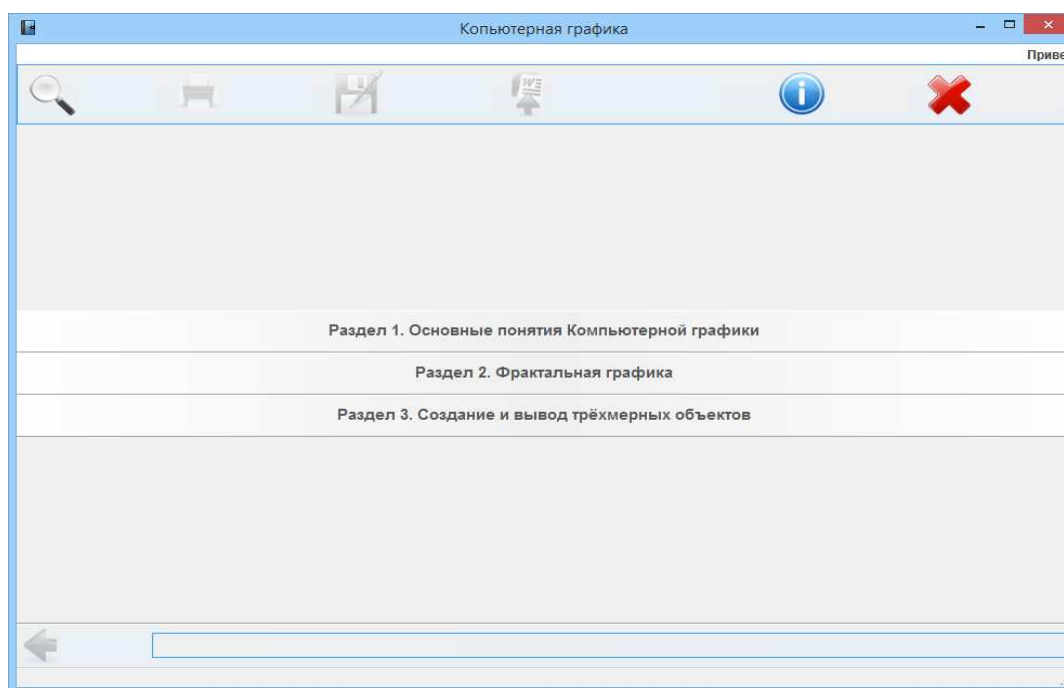 Копьютерная графика
Приве
Раздел 1. Основные понятия Компьютерной графики
Раздел 2. Фрактальная графика
Раздел 3. Создание и вывод трёхмерных объектов